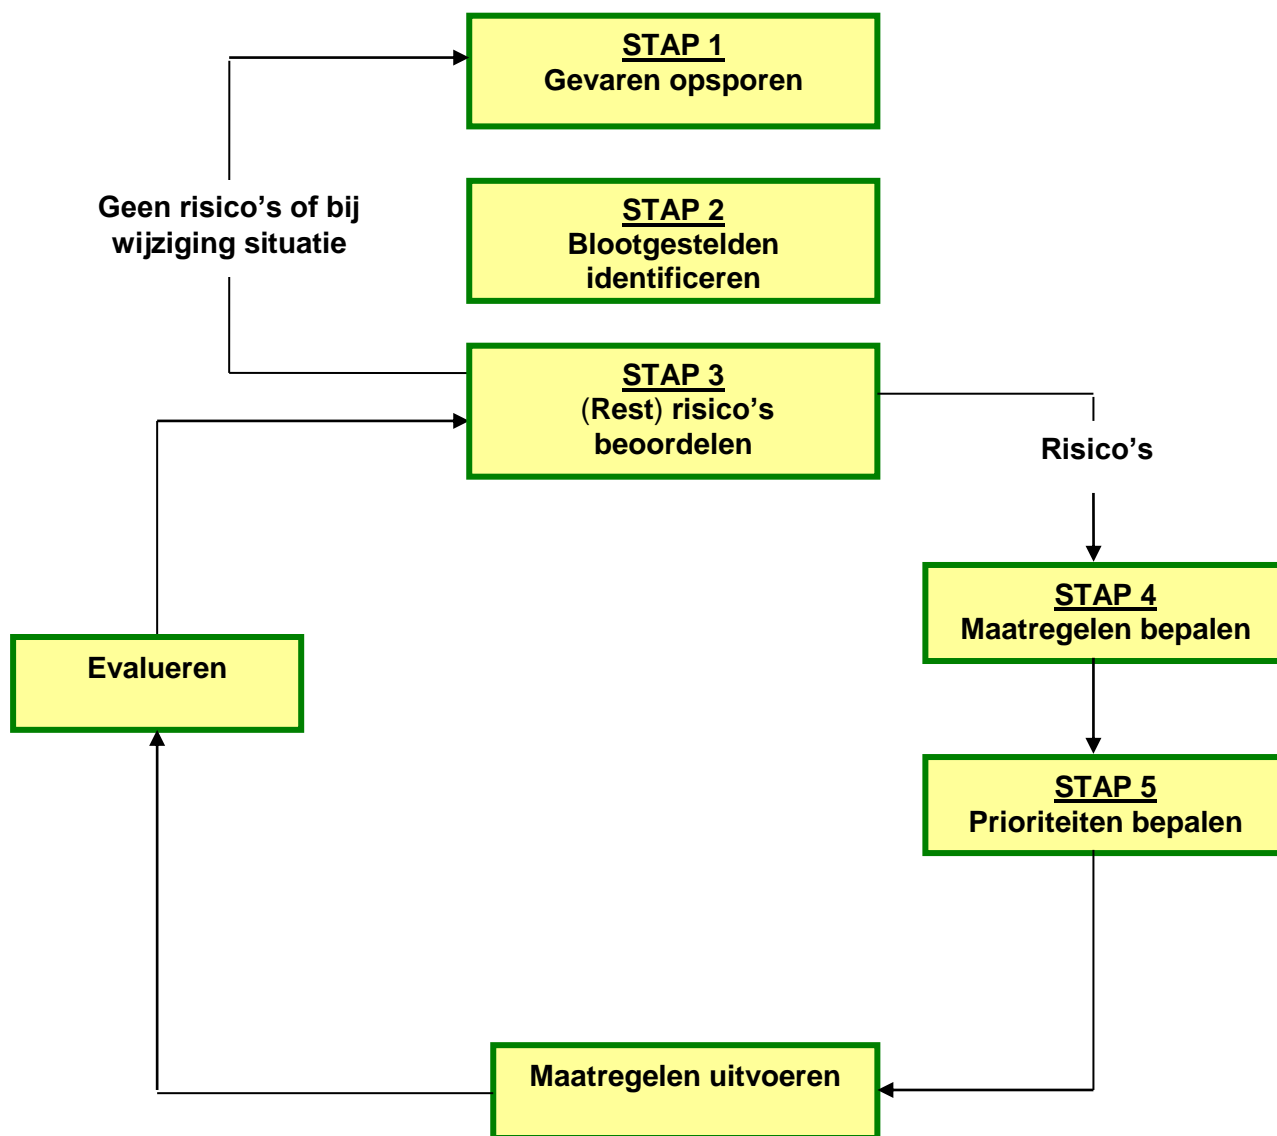 STAP 1
Gevaren opsporen
Geen risico’s of bij
wijziging situatie
STAP 2
Blootgestelden
identificeren
STAP 3
(Rest) risico’s
beoordelen
Risico’s
STAP 4
Maatregelen bepalen
Evalueren
STAP 5
Prioriteiten bepalen
Maatregelen uitvoeren